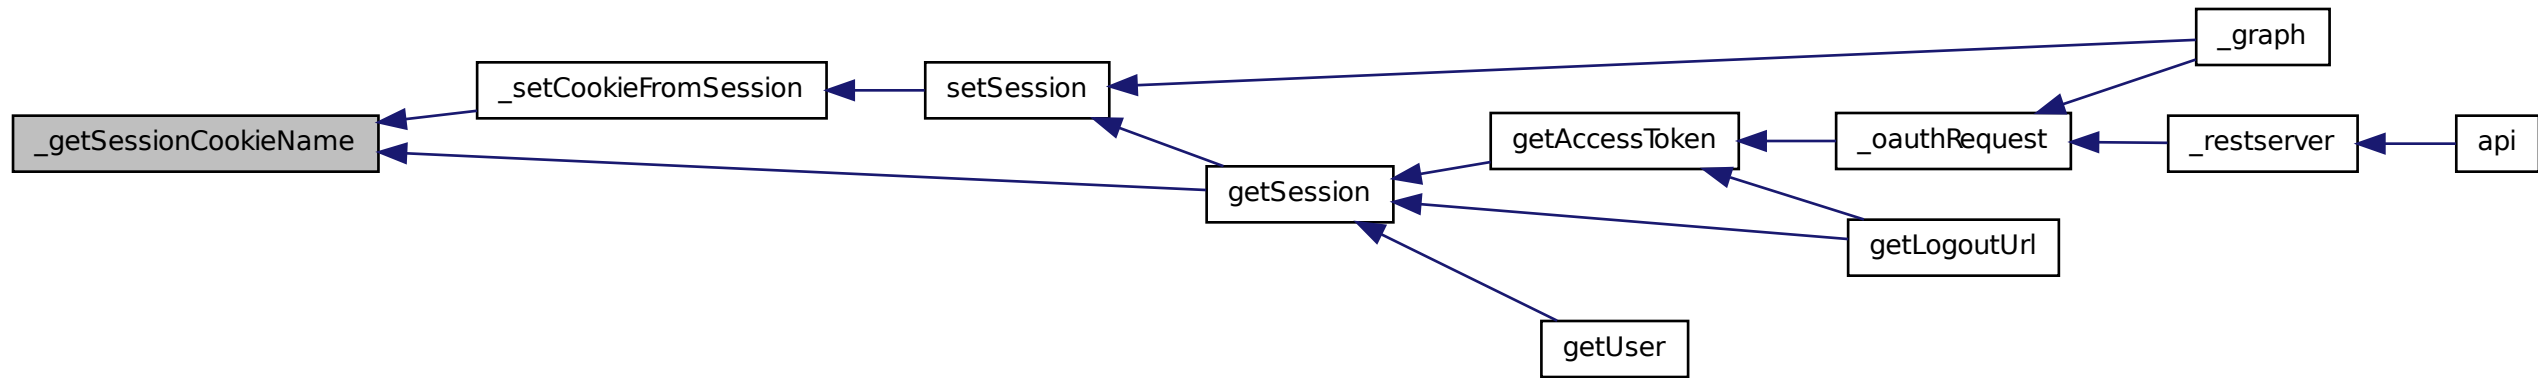 _getSessionCookieName
_setCookieFromSession
setSession
getSession
getAccessToken
getUser
_oauthRequest
getLogoutUrl
_graph
_restserver
api